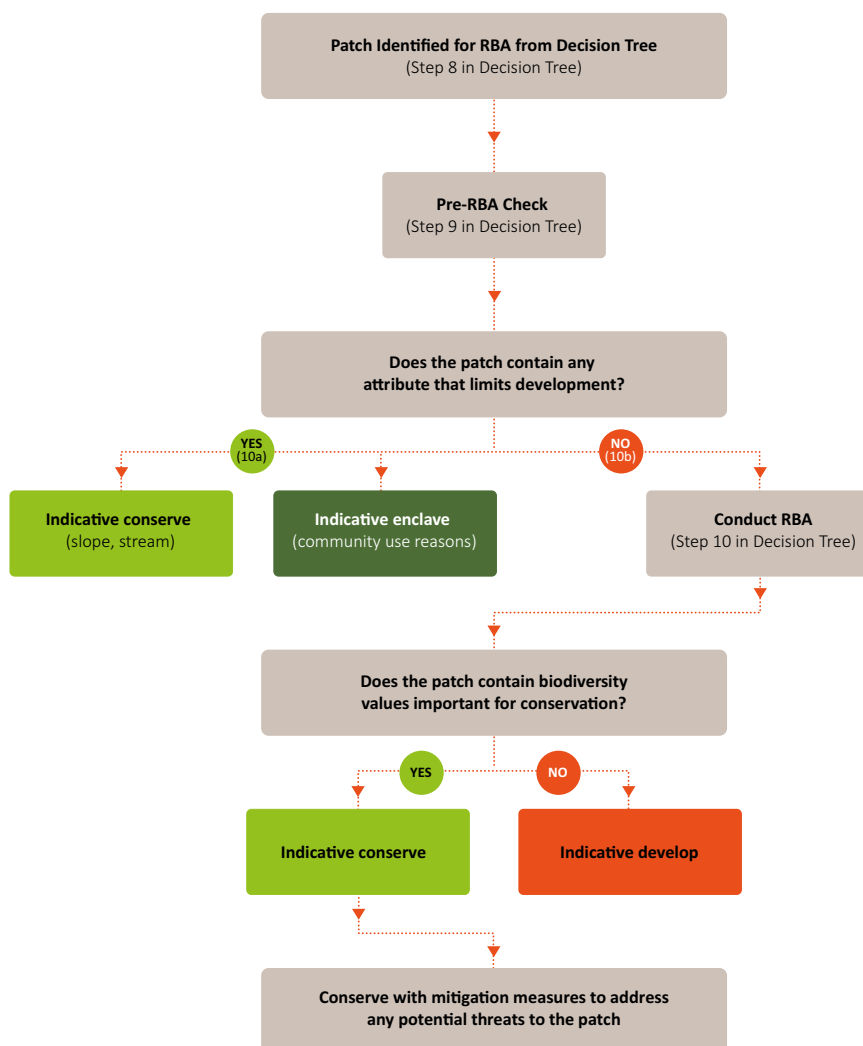 Patch Identified for RBA from Decision Tree
(Step 8 in Decision Tree)
Pre-RBA Check
(Step 9 in Decision Tree)
Does the patch contain any
attribute that limits development?
YES
(10a)
NO
(10b)
Indicative conserve
(slope, stream)
Indicative enclave
(community use reasons)
Conduct RBA
(Step 10 in Decision Tree)
Does the patch contain biodiversity
values important for conservation?
YES
NO
Indicative conserve
Indicative develop
Conserve with mitigation measures to address
any potential threats to the patch